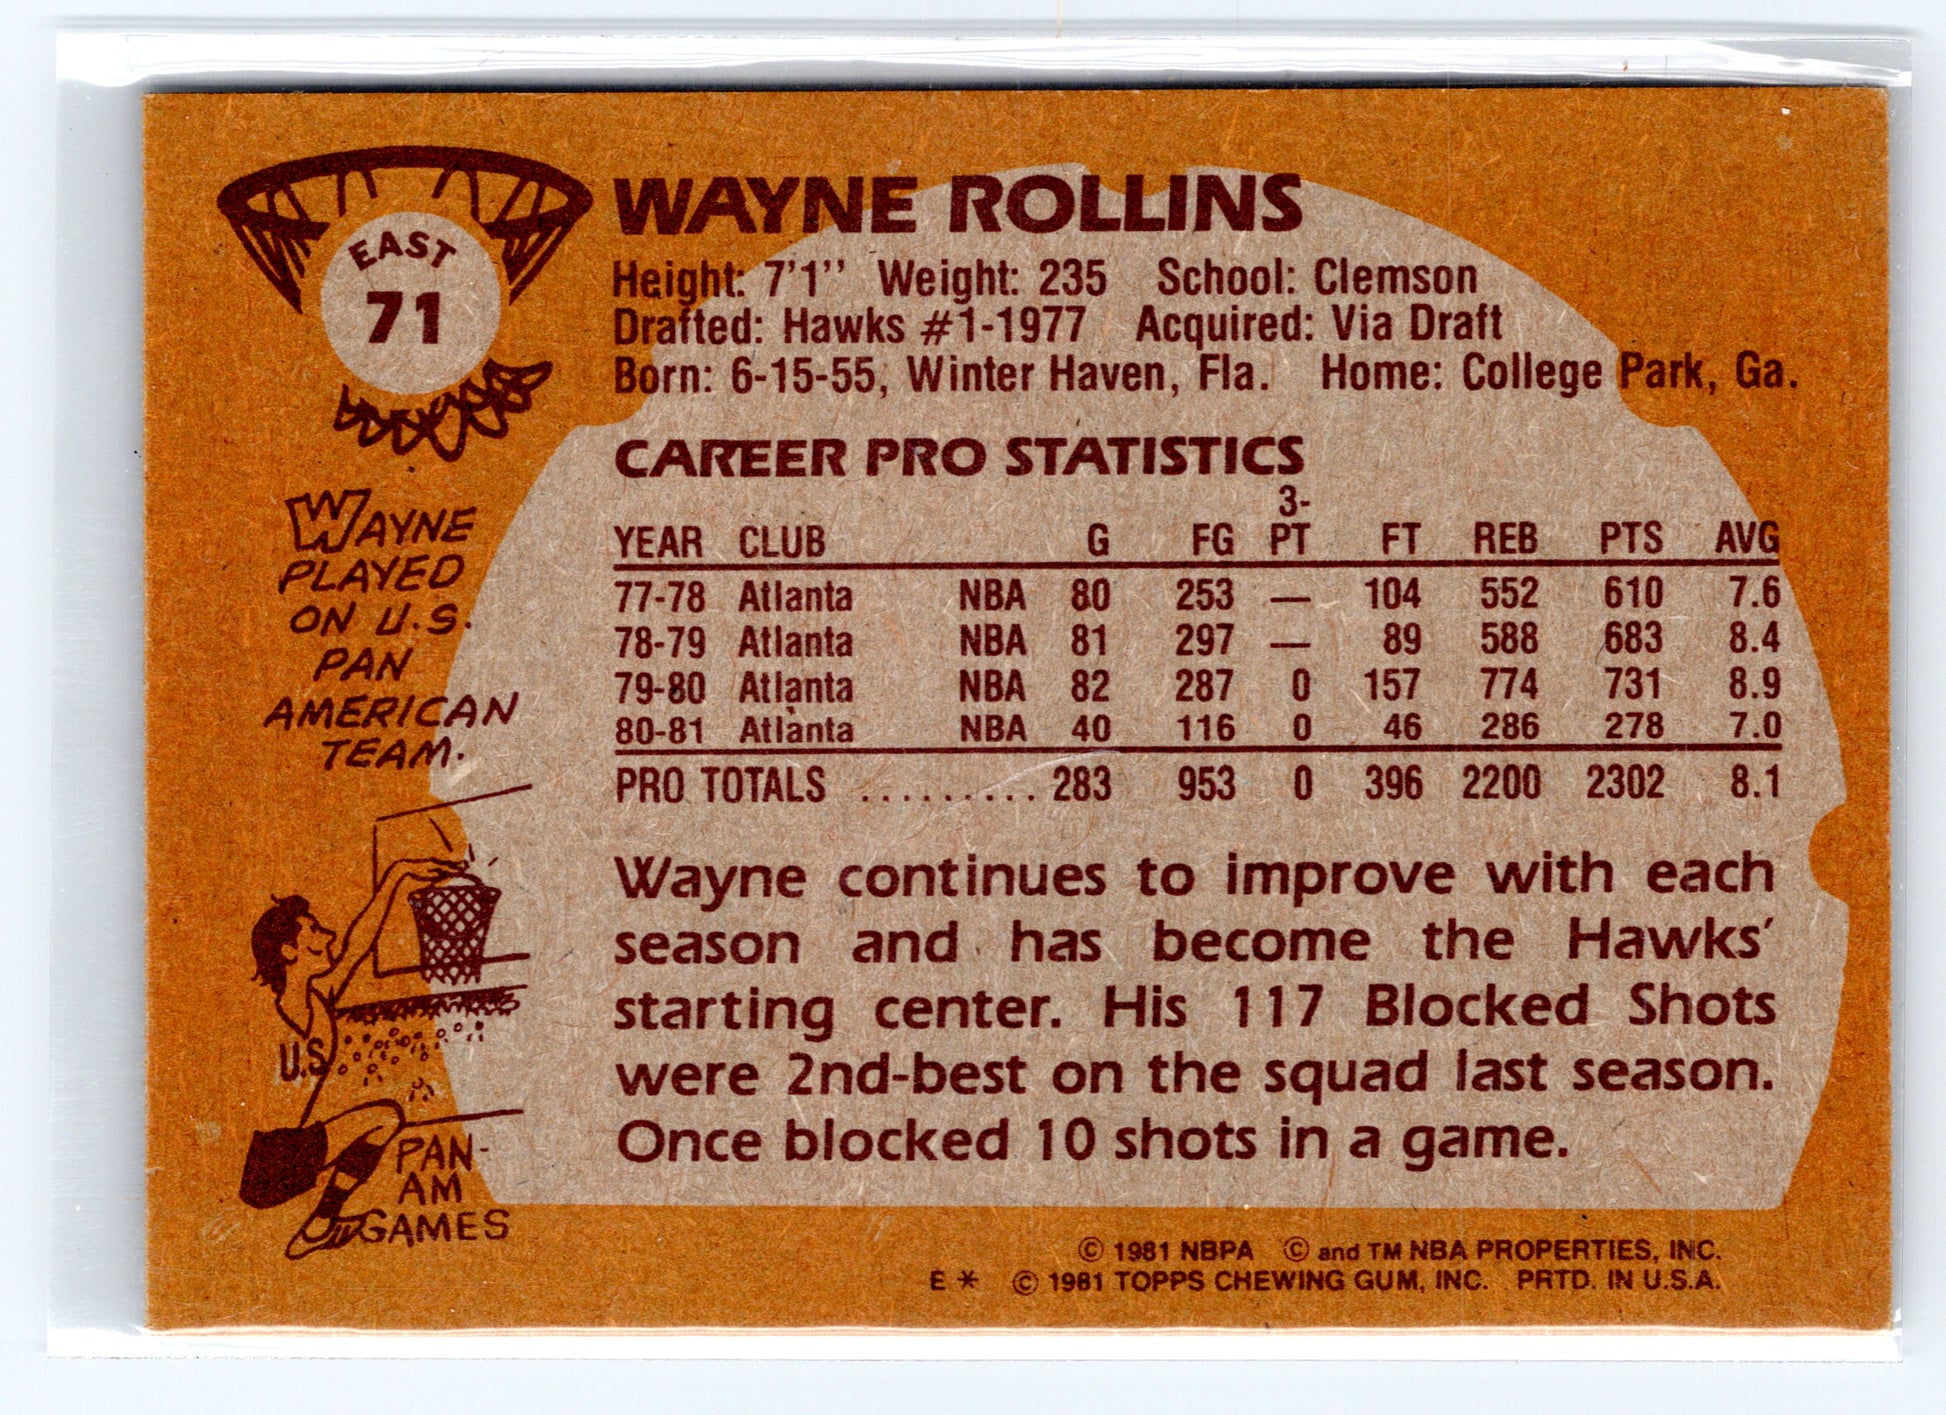 EAST
71
WAYNE ROLLINS
Height: 7'1'' Weight: 235 School: Clemson
Drafted: Hawks #1-1977 Acquired: Via Draft
Born: 6-15-55, Winter Haven, Fla. Home: College Park, Ga.
WAYNE
PLAYED
ON U.S.
PAN
AMERICAN
TEAM.
U.S.
PAN-
AM
GAMES
CAREER PRO STATISTICS
3-
YEAR CLUB G FG PT FT REB PTS AVG
77-78 Atlanta NBA 80 253 — 104 552 610 7.6
78-79 Atlanta NBA 81 297 — 89 588 683 8.4
79-80 Atlanta NBA 82 287 0 157 774 731 8.9
80-81 Atlanta NBA 40 116 0 46 286 278 7.0
PRO TOTALS .......... 283 953 0 396 2200 2302 8.1
Wayne continues to improve with each
season and has become the Hawks'
starting center. His 117 Blocked Shots
were 2nd-best on the squad last season.
Once blocked 10 shots in a game.
© 1981 NBPA © and TM NBA PROPERTIES, INC.
E * © 1981 TOPPS CHEWING GUM, INC. PRTD. IN U.S.A.